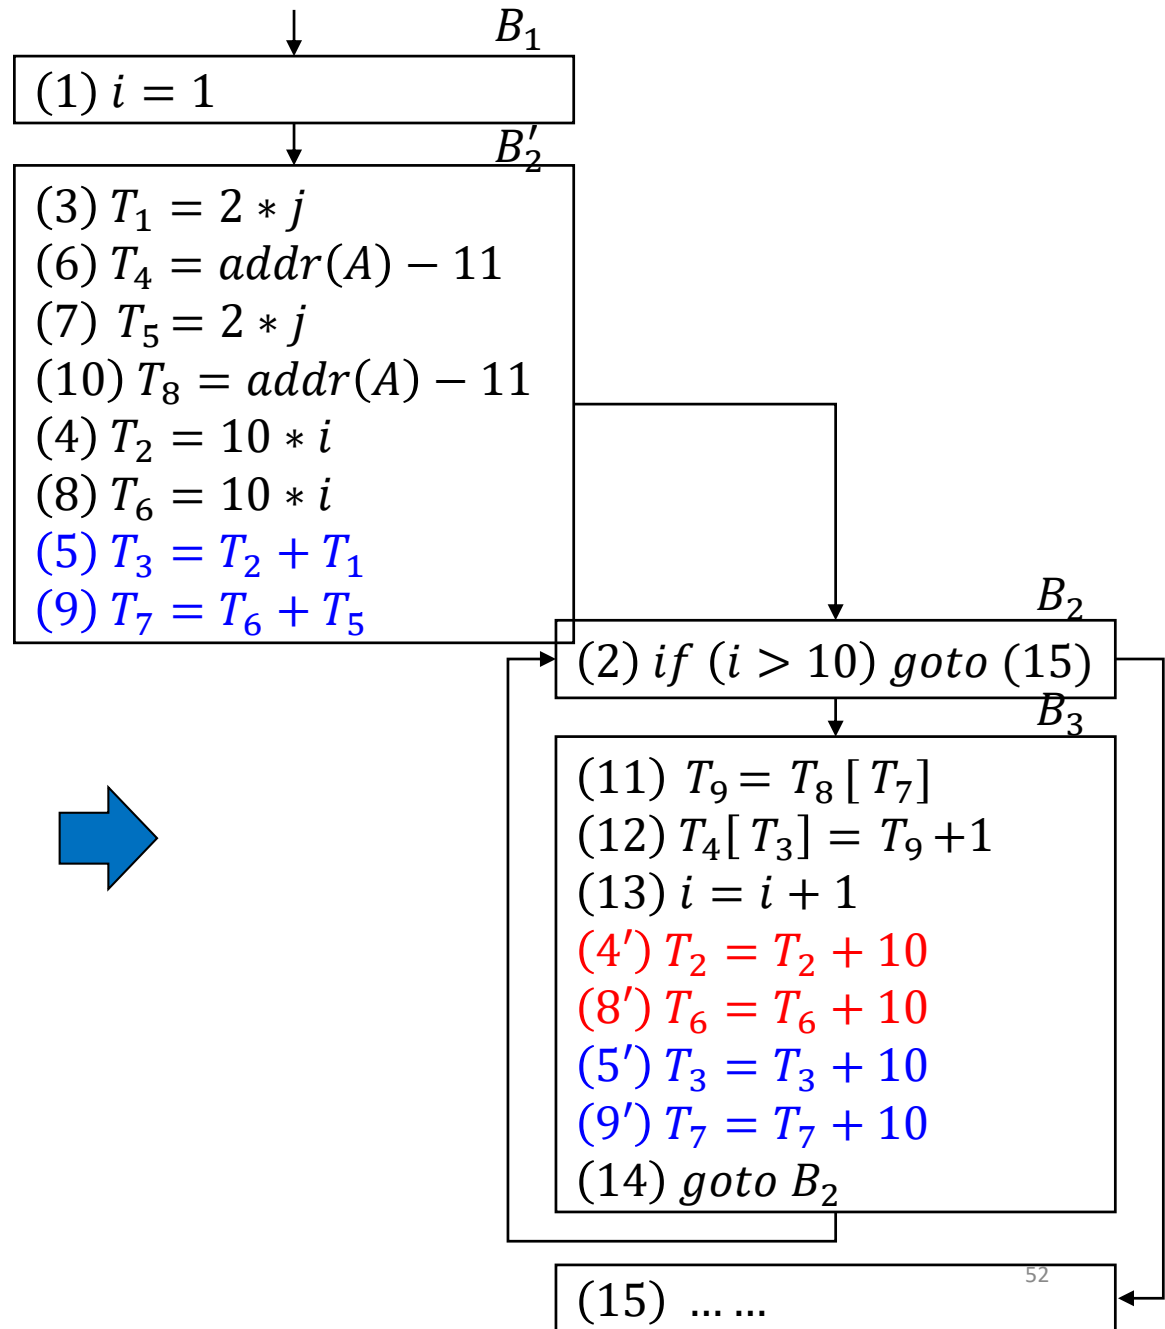 B₁
(1) i = 1
B₂′
(3) T₁ = 2 ∗ j
(6) T₄ = addr(A) − 11
(7) T₅ = 2 ∗ j
(10) T₈ = addr(A) − 11
(4) T₂ = 10 ∗ i
(8) T₆ = 10 ∗ i
(5) T₃ = T₂ + T₁
(9) T₇ = T₆ + T₅
B₂
(2) if (i > 10) goto (15)
B₃
(11) T₉ = T₈ [ T₇]
(12) T₄[ T₃] = T₉ +1
(13) i = i + 1
(4′) T₂ = T₂ + 10
(8′) T₆ = T₆ + 10
(5′) T₃ = T₃ + 10
(9′) T₇ = T₇ + 10
(14) goto B₂
52
(15) ... ...